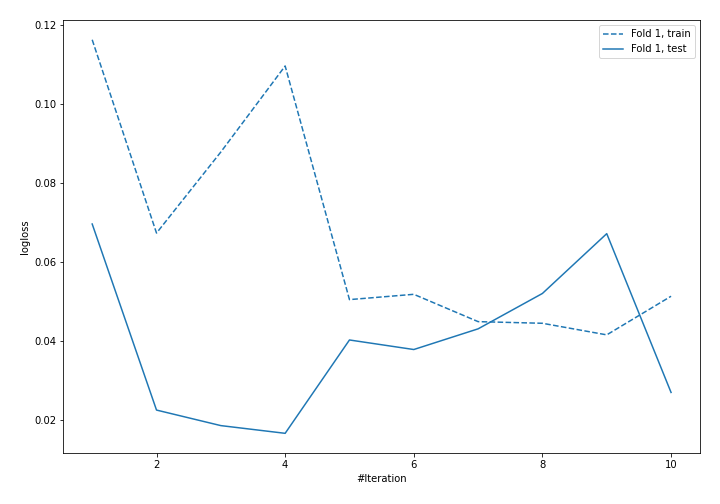 0.12
0.10
0.08
0.06
0.04
0.02
logloss
2 4 6 8 10
#Iteration
Fold 1, train
Fold 1, test